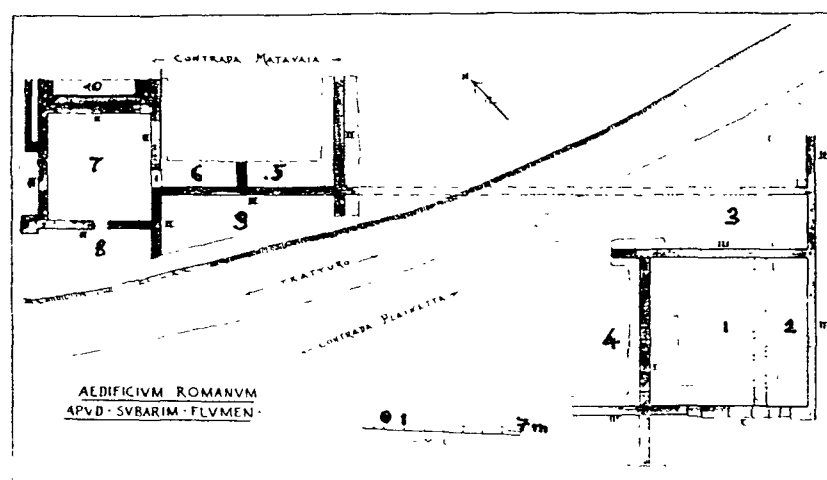 CONTRADA MATAVAIA
N
10
7
6
5
9
8
3
TRATTURO
CONTRADA
4
1
2
AEDIFICIVM ROMANVM
APVD · SVBARIM · FLVMEN ·
0 1
7m